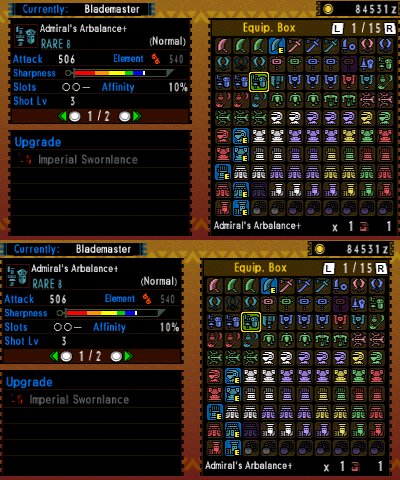 Currently: Blademaster
84531z
Admiral's Arbalance+
RARE 8 (Normal)
Attack 506 Element 540
Sharpness
Slots ○○— Affinity 10%
Shot Lv 3
1/2
Upgrade
Imperial Swornlance
Equip. Box L 1/15 R
E
E
E
E
E
E
Admiral's Arbalance+ x 1 1
Currently: Blademaster
84531z
Admiral's Arbalance+
RARE 8 (Normal)
Attack 506 Element 540
Sharpness
Slots ○○— Affinity 10%
Shot Lv 3
1/2
Upgrade
Imperial Swornlance
Equip. Box L 1/15 R
E
E
E
E
E
E
Admiral's Arbalance+ x 1 1